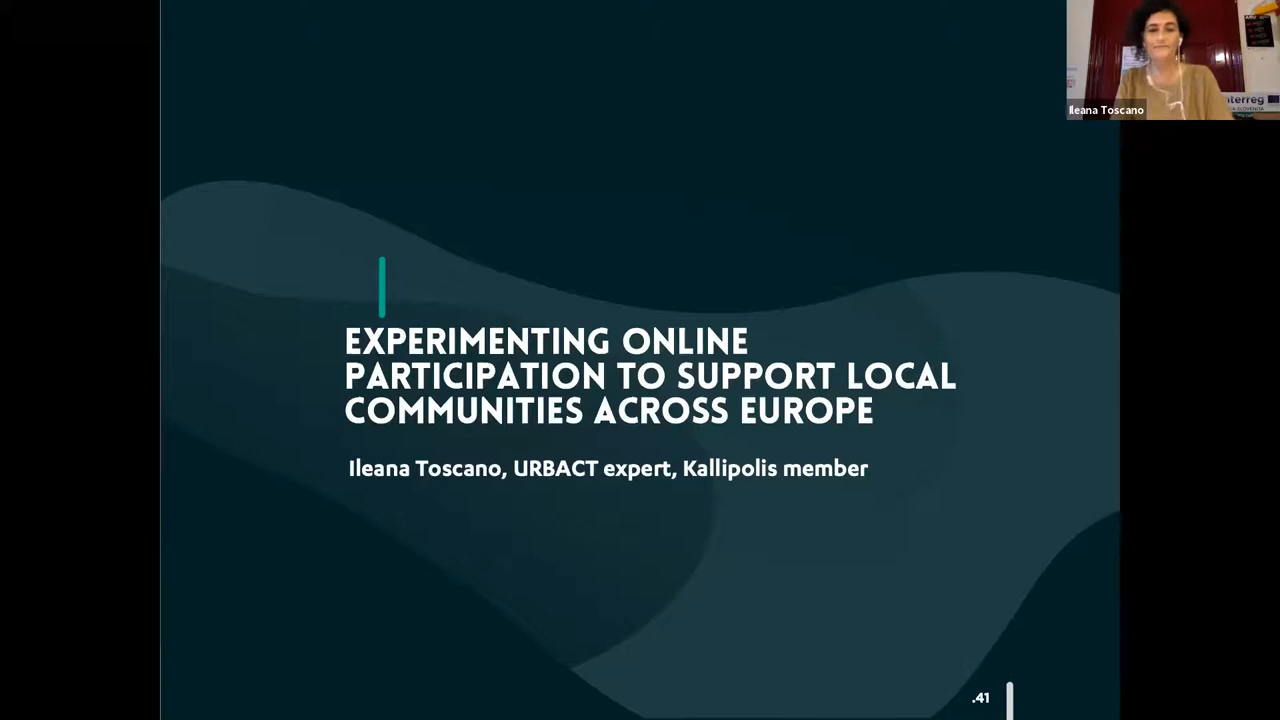 Ileana Toscano
EXPERIMENTING ONLINE
PARTICIPATION TO SUPPORT LOCAL
COMMUNITIES ACROSS EUROPE
Ileana Toscano, URBACT expert, Kallipolis member
.41